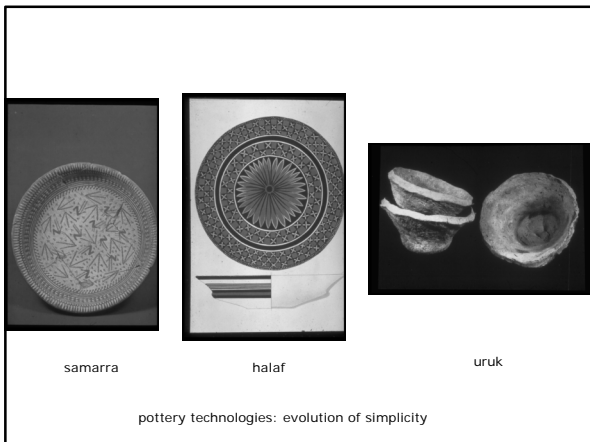 samarra
halaf
uruk
pottery technologies: evolution of simplicity